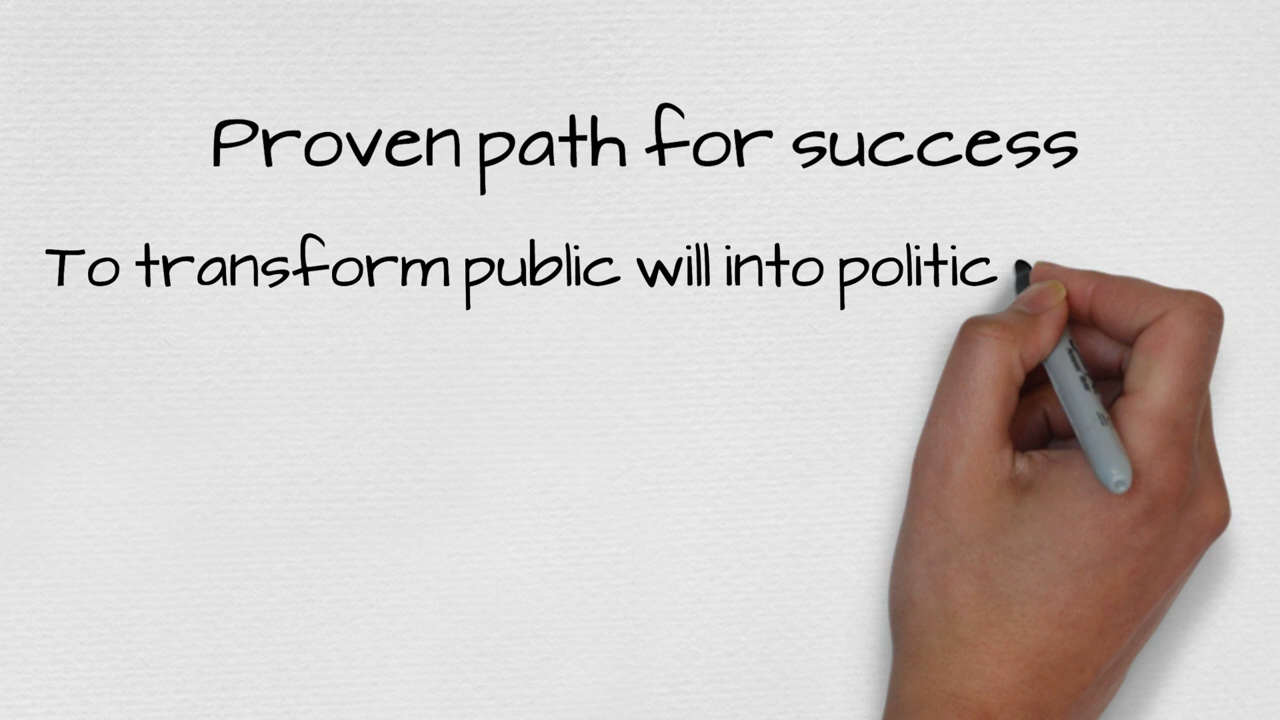 Proven path for success
To transform public will into politic